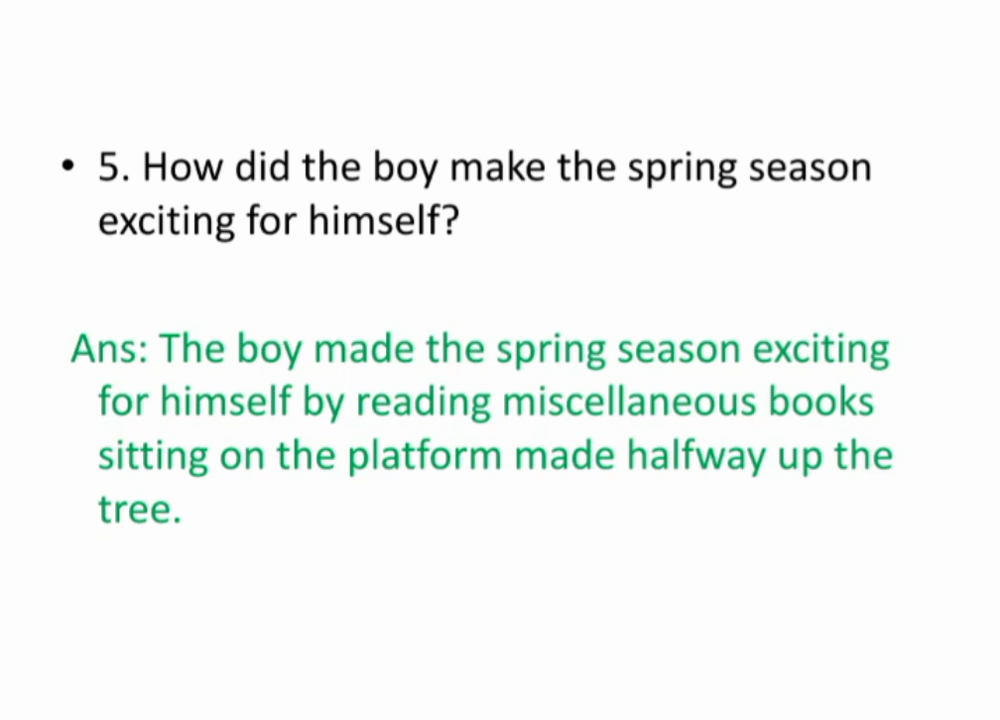 • 5. How did the boy make the spring season
exciting for himself?
Ans: The boy made the spring season exciting
for himself by reading miscellaneous books
sitting on the platform made halfway up the
tree.